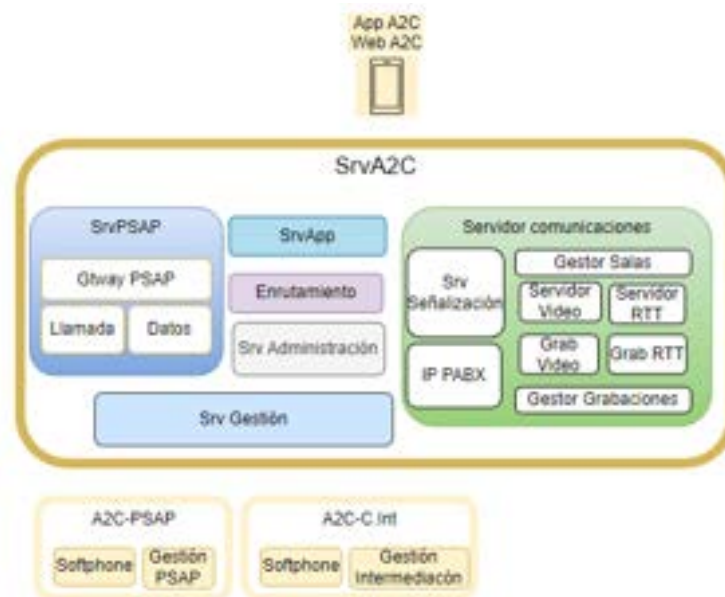 App A2C
Web A2C
SrvA2C
SrvPSAP
Gtway PSAP
Llamada
Datos
SrvApp
Enrutamiento
Srv Administración
Srv Gestión
Servidor comunicaciones
Srv
Señalización
IP PABX
Gestor Salas
Servidor
Video
Servidor
RTT
Grab
Video
Grab RTT
Gestor Grabaciones
A2C-PSAP
Softphone
Gestión
PSAP
A2C-C.Int
Softphone
Gestión
Intermediacón